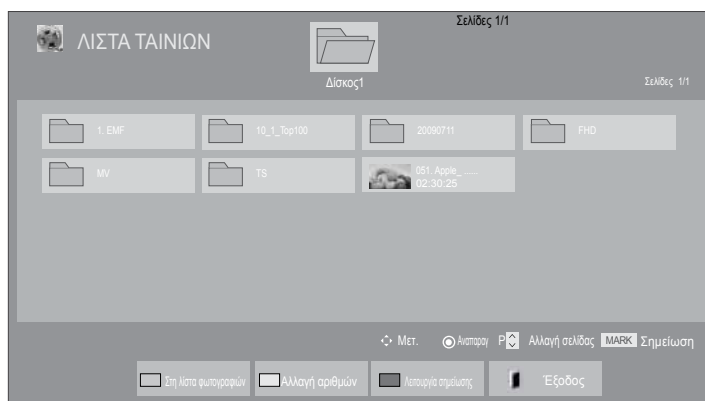 Σελίδες 1/1
ΛΙΣΤΑ ΤΑΙΝΙΩΝ
Δίσκος1
Σελίδες 1/1
1. EMF
10_1_Top100
20090711
FHD
MV
TS
051. Apple_ ......
02:30:25
Μετ. Αναπαραγ P Αλλαγή σελίδας MARK Σημείωση
Στη λίστα φωτογραφιών Αλλαγή αριθμών Λειτουργία σημείωσης Έξοδος